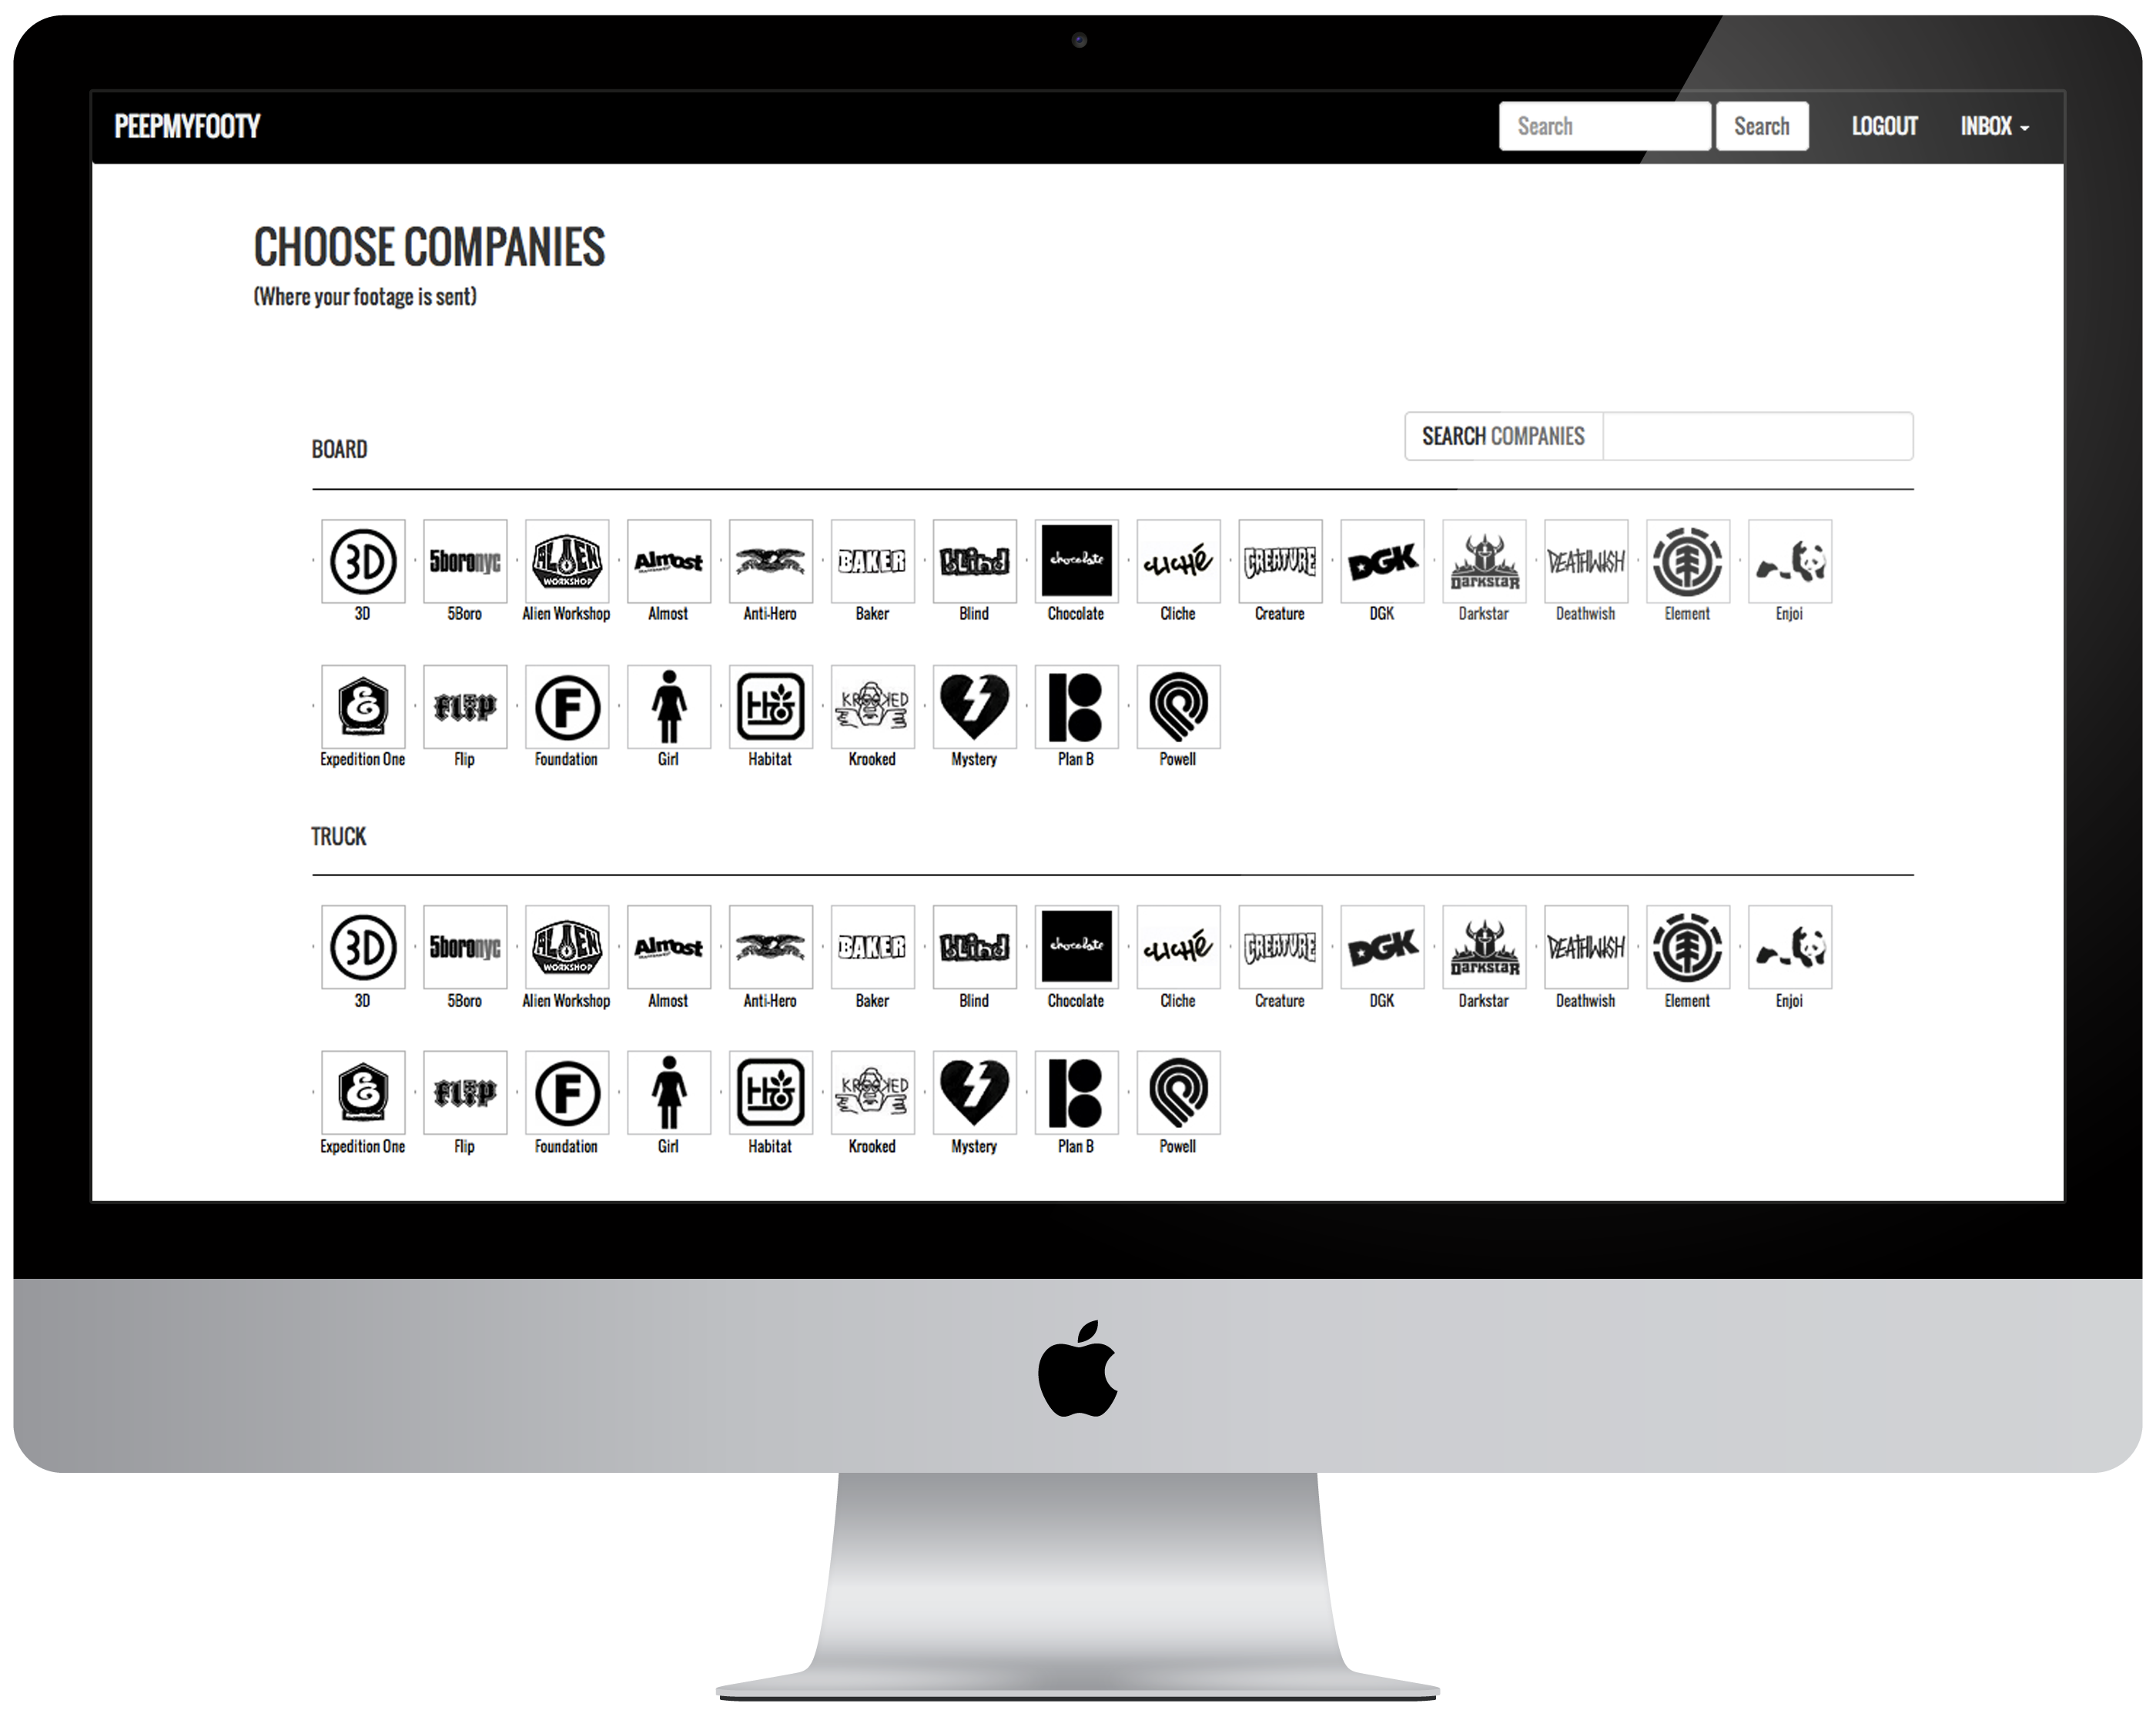 PEEPMYFOOTY Search Search LOGOUT INBOX
CHOOSE COMPANIES
(Where your footage is sent)
SEARCH COMPANIES
BOARD
3D 5boronyc ALIEN WORKSHOP Almost BAKER blind chocolate CLICHÉ CREATURE DGK DARKSTAR DEATHWISH
3D 5Boro Alien Workshop Almost Anti-Hero Baker Blind Chocolate Cliche Creature DGK Darkstar Deathwish Element Enjoi
& FLIP F KROOKED
Expedition One Flip Foundation Girl Habitat Krooked Mystery Plan B Powell
TRUCK
3D 5boronyc ALIEN WORKSHOP Almost BAKER blind chocolate CLICHÉ CREATURE DGK DARKSTAR DEATHWISH
3D 5Boro Alien Workshop Almost Anti-Hero Baker Blind Chocolate Cliche Creature DGK Darkstar Deathwish Element Enjoi
& FLIP F KROOKED
Expedition One Flip Foundation Girl Habitat Krooked Mystery Plan B Powell